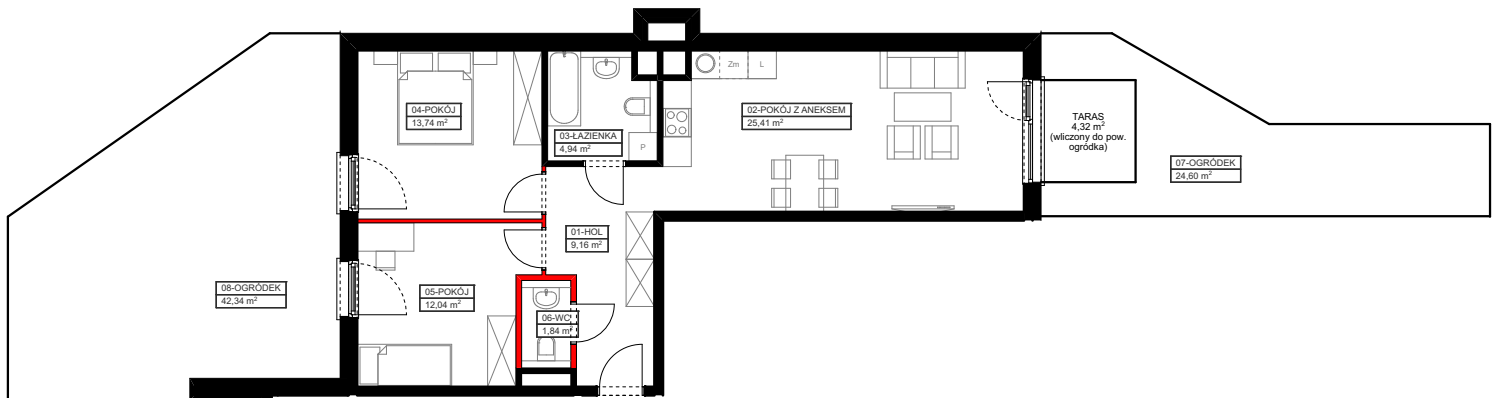 04-POKÓJ
13,74 m²
03-ŁAZIENKA
4,94 m²
P
Zm
L
02-POKÓJ Z ANEKSEM
25,41 m²
TARAS
4,32 m²
(wliczony do pow.
ogródka)
07-OGRÓDEK
24,60 m²
01-HOL
9,16 m²
08-OGRÓDEK
42,34 m²
05-POKÓJ
12,04 m²
06-WC
1,84 m²